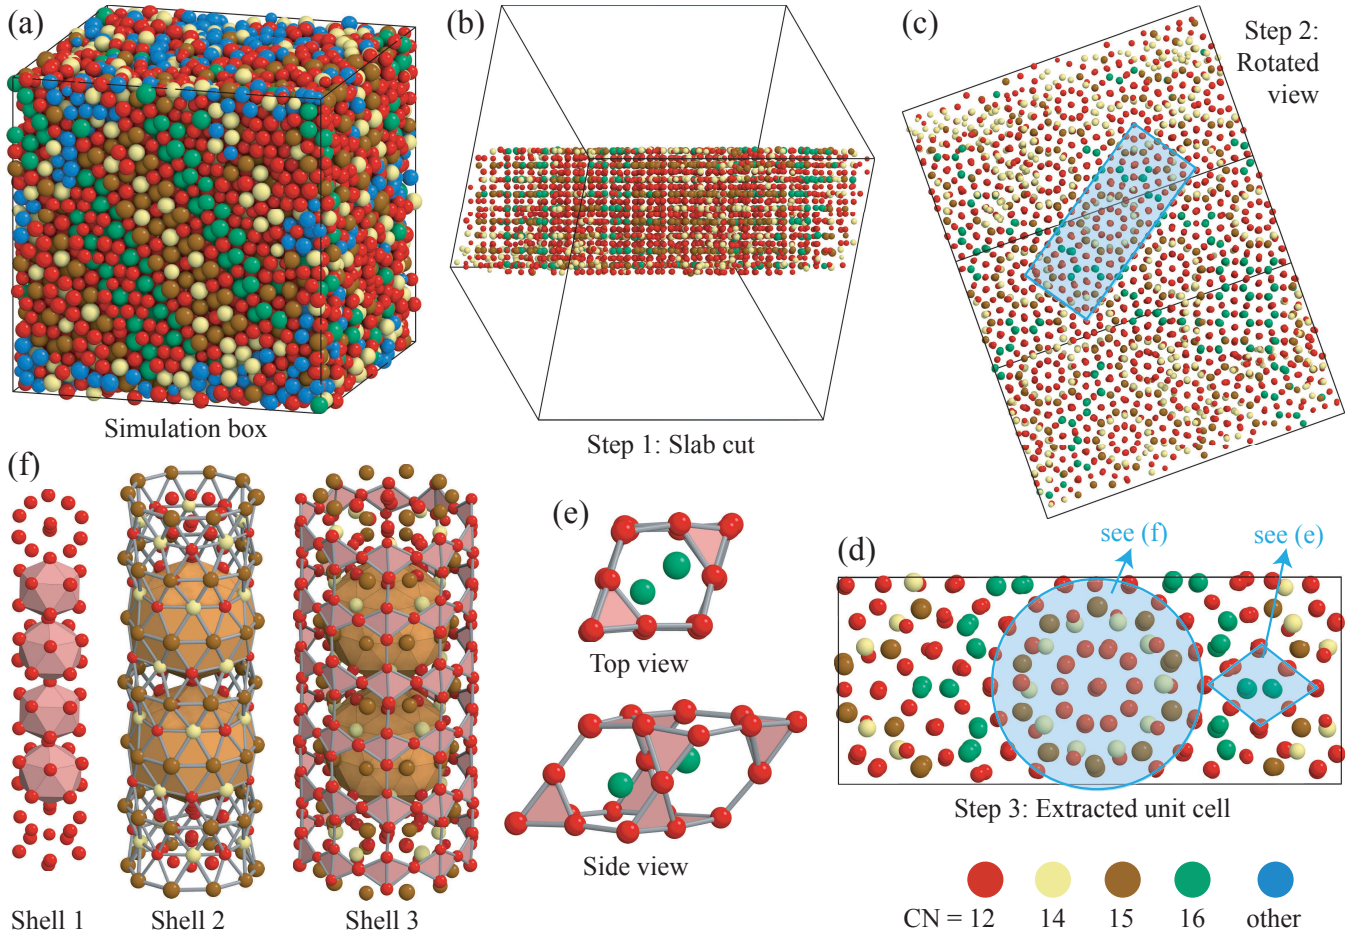 (a)
Simulation box
(b)
Step 1: Slab cut
(c)
Step 2:
Rotated
view
(f)
Shell 1
Shell 2
Shell 3
(e)
Top view
Side view
(d)
see (f)
see (e)
Step 3: Extracted unit cell
CN = 12 14 15 16 other